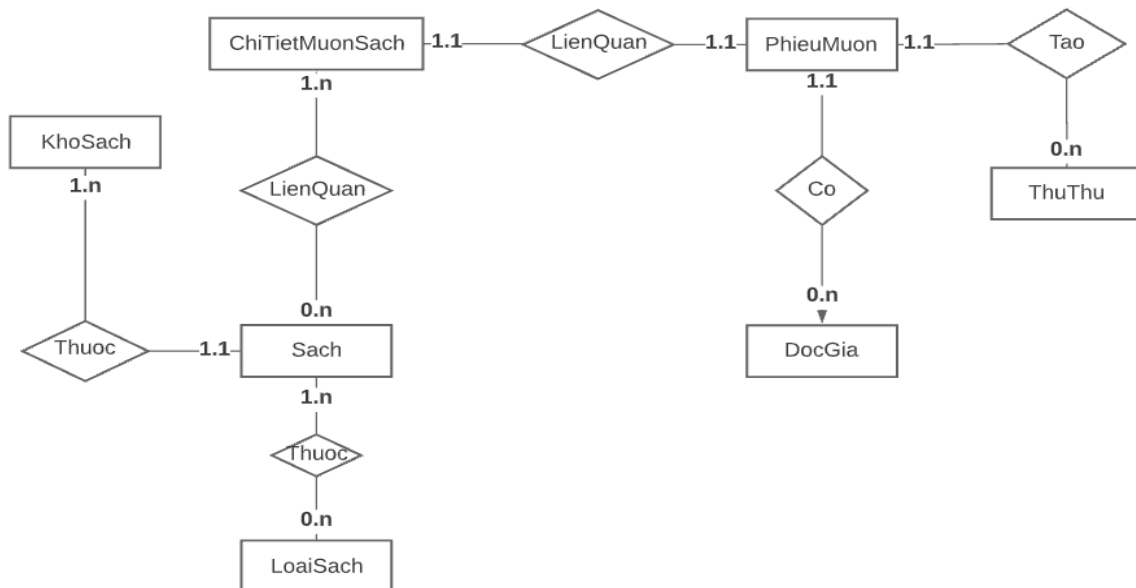 ChiTietMuonSach
1.1
LienQuan
1.1
PhieuMuon
1.1
Tao
1.n
1.1
KhoSach
1.n
0.n
LienQuan
Co
ThuThu
0.n
0.n
Thuoc
1.1
Sach
DocGia
1.n
Thuoc
0.n
LoaiSach